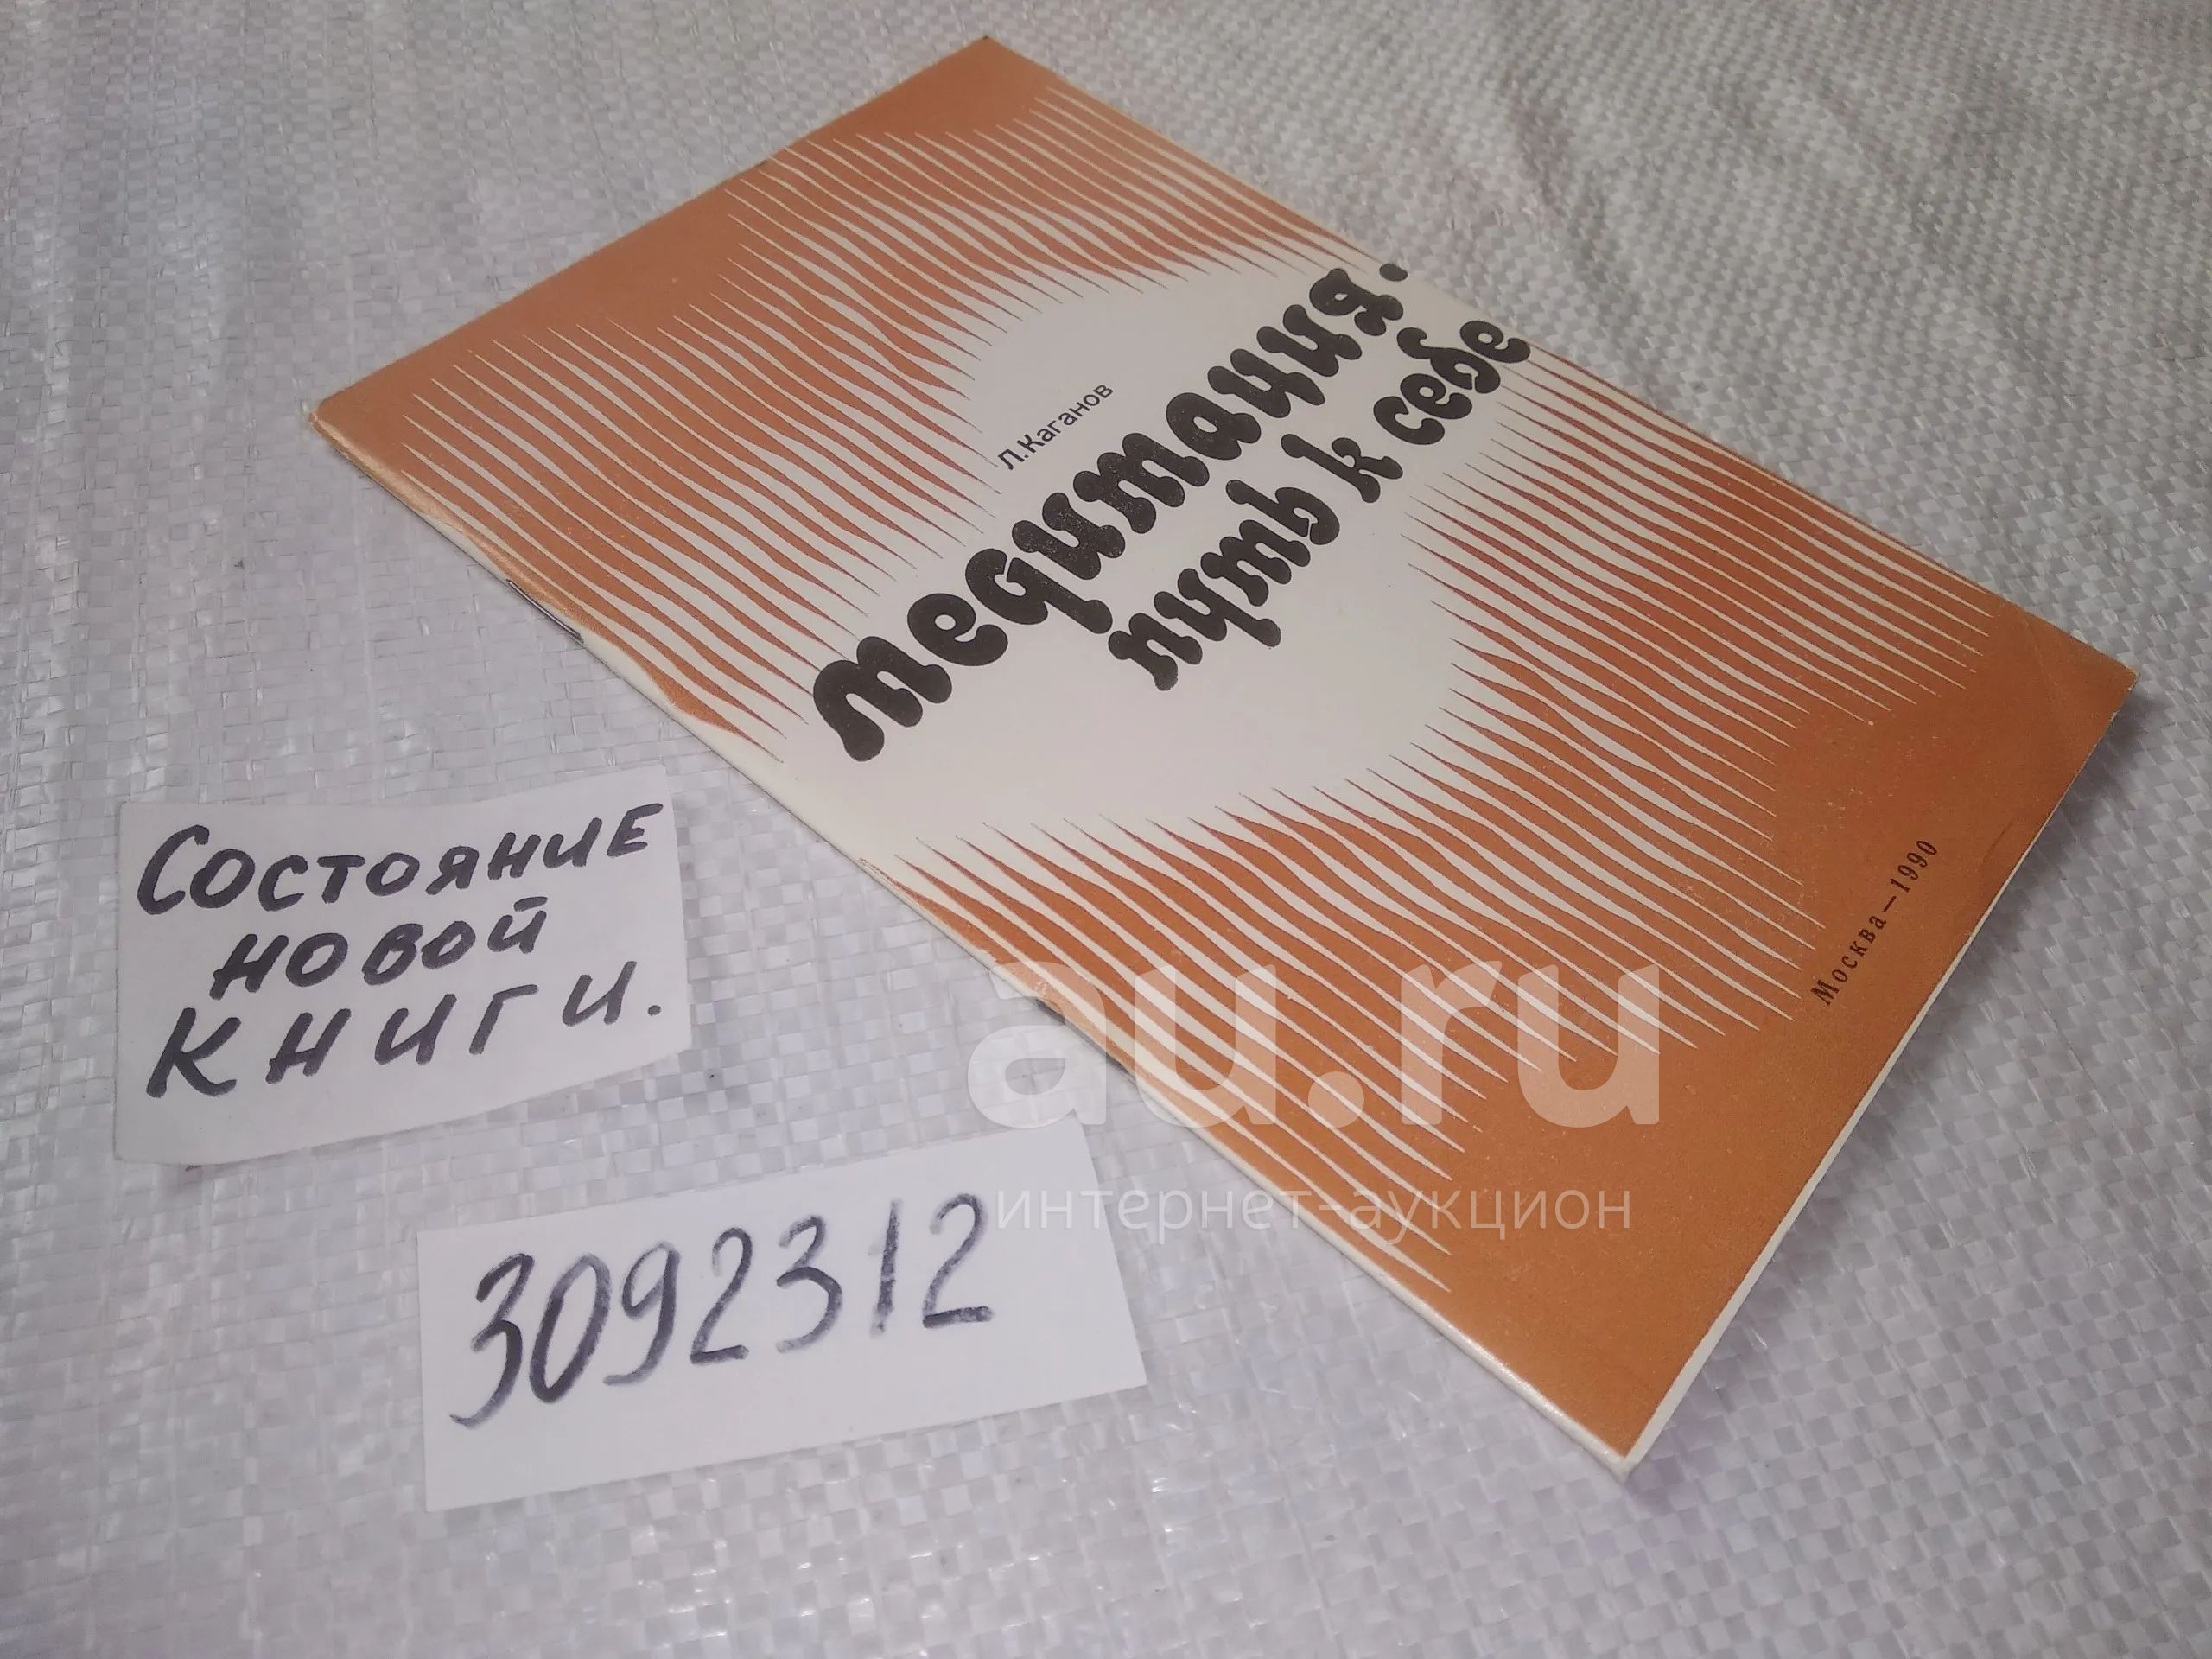 Л.Каганов
медитация:
путь к себе
Москва—1990
Состояние
новой
книги.
3092312
au.ru
интернет-аукцион